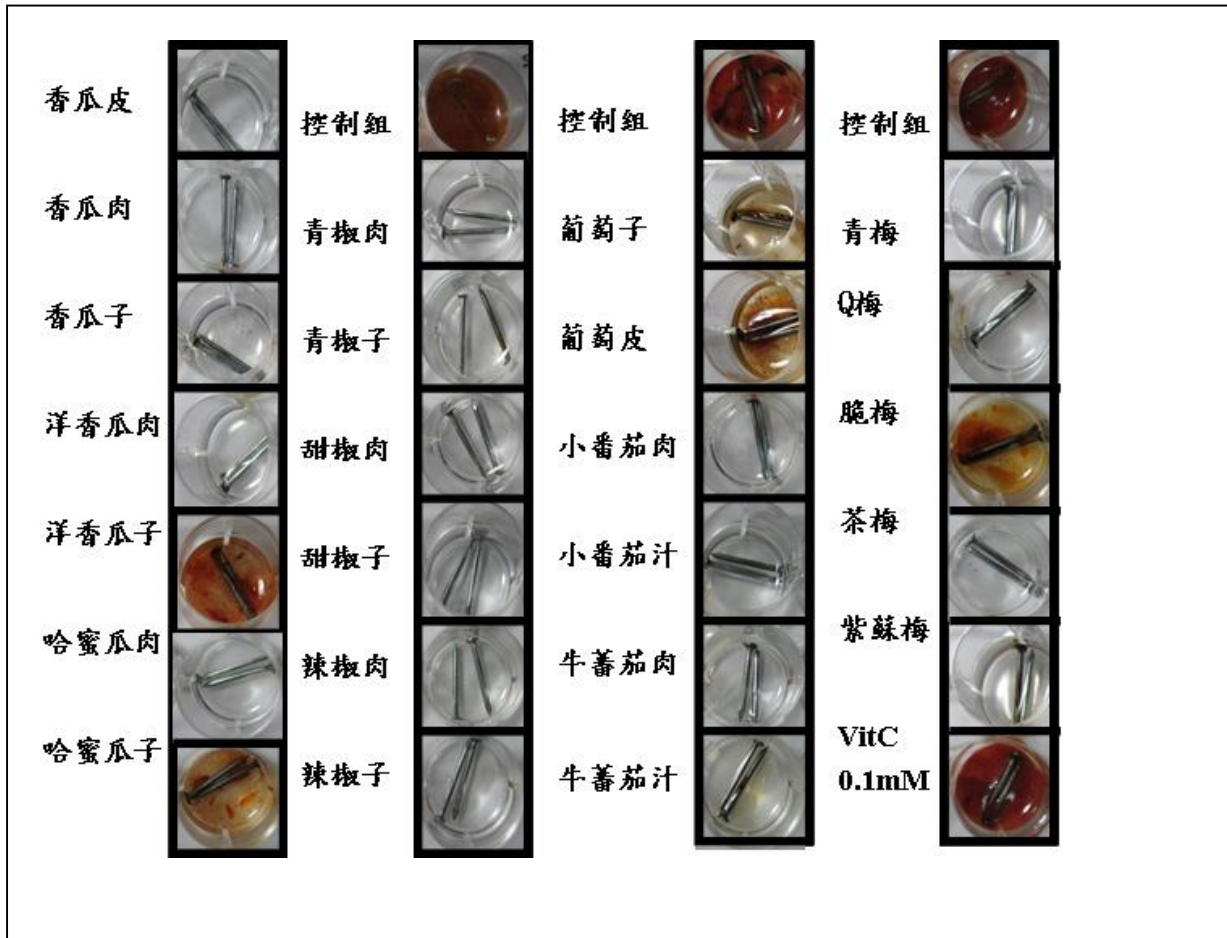 香瓜皮
香瓜肉
香瓜子
洋香瓜肉
洋香瓜子
哈蜜瓜肉
哈蜜瓜子
控制組
青椒肉
青椒子
甜椒肉
甜椒子
辣椒肉
辣椒子
控制組
葡萄子
葡萄皮
小番茄肉
小番茄汁
牛蕃茄肉
牛蕃茄汁
控制組
青梅
Q梅
脆梅
茶梅
紫蘇梅
VitC
0.1mM